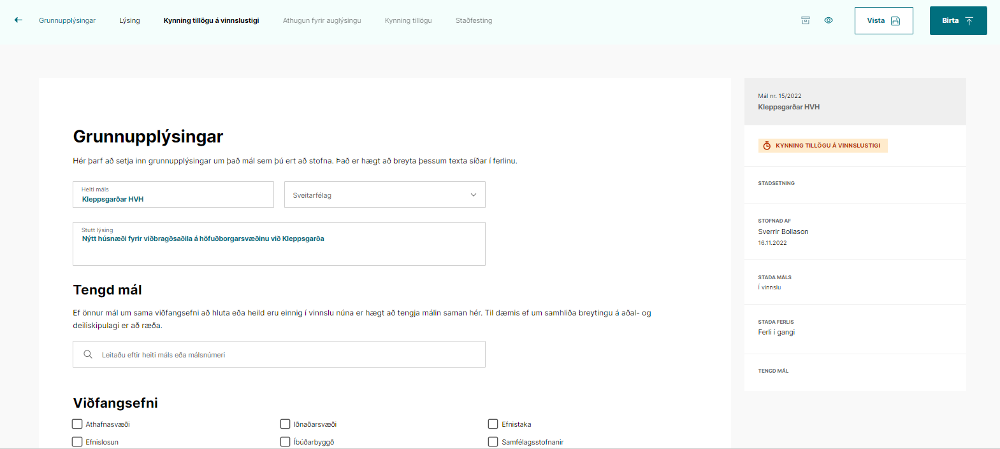 Grunnupplýsingar Lýsing Kynning tillögu á vinnslustigi Athugun fyrir auglýsingu Kynning tillögu Staðfesting Vista Birta
Grunnupplýsingar
Hér þarf að setja inn grunnupplýsingar um það mál sem þú ert að stofna. Það er hægt að breyta þessum texta síðar í ferlinu.
Heiti máls
Kleppsgarðar HVH
Sveitarfélag
Stutt lýsing
Nýtt húsnæði fyrir viðbragðsaðila á höfuðborgarsvæðinu við Kleppsgarða
Tengd mál
Ef önnur mál um sama viðfangsefni að hluta eða heild eru einnig í vinnslu núna er hægt að tengja málin saman hér. Til dæmis ef um samhliða breytingu á aðal- og
deiliskipulagi er að ræða.
Leitaðu eftir heiti máls eða málsnúmeri
Viðfangsefni
Athafnasvæði Iðnaðarsvæði Efnistaka
Efnislosun Íbúðarbyggð Samfélagsstofnanir
Mál nr. 15/2022
Kleppsgarðar HVH
KYNNING TILLÖGU Á VINNSLUSTIGI
STAÐSETNING
STOFNAÐ AF
Sverrir Bollason
16.11.2022
STAÐA MÁLS
Í vinnslu
STAÐA FERLIS
Ferli í gangi
TENGD MÁL